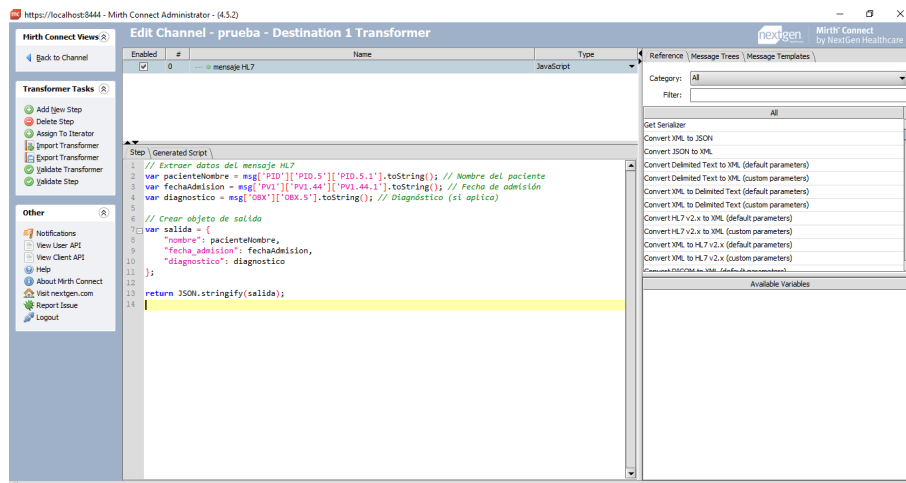 https://localhost:8444 - Mirth Connect Administrator - (4.5.2)
Mirth Connect Views
Back to Channel
Transformer Tasks
Add New Step
Delete Step
Assign To Iterator
Import Transformer
Export Transformer
Validate Transformer
Validate Step
Other
Notifications
View User API
View Client API
Help
About Mirth Connect
Visit nextgen.com
Report Issue
Logout
Edit Channel - prueba - Destination 1 Transformer
nextgen
Mirth® Connect
by NextGen Healthcare
Enabled # Name Type
0 mensaje HL7 JavaScript
Step Generated Script
1 // Extraer datos del mensaje HL7
2 var pacienteNombre = msg['PID']['PID.5']['PID.5.1'].toString(); // Nombre del paciente
3 var fechaAdmision = msg['PV1']['PV1.44']['PV1.44.1'].toString(); // Fecha de admisión
4 var diagnostico = msg['OBX']['OBX.5'].toString(); // Diagnóstico (si aplica)
5
6 // Crear objeto de salida
7 var salida = {
8 "nombre": pacienteNombre,
9 "fecha_admision": fechaAdmision,
10 "diagnostico": diagnostico
11 };
12
13 return JSON.stringify(salida);
14
Reference Message Trees Message Templates
Category: All
Filter:
All
Get Serializer
Convert XML to JSON
Convert JSON to XML
Convert Delimited Text to XML (default parameters)
Convert Delimited Text to XML (custom parameters)
Convert XML to Delimited Text (default parameters)
Convert XML to Delimited Text (custom parameters)
Convert HL7 v2.x to XML (default parameters)
Convert HL7 v2.x to XML (custom parameters)
Convert XML to HL7 v2.x (default parameters)
Convert XML to HL7 v2.x (custom parameters)
Convert DICOM to XML (default parameters)
Available Variables